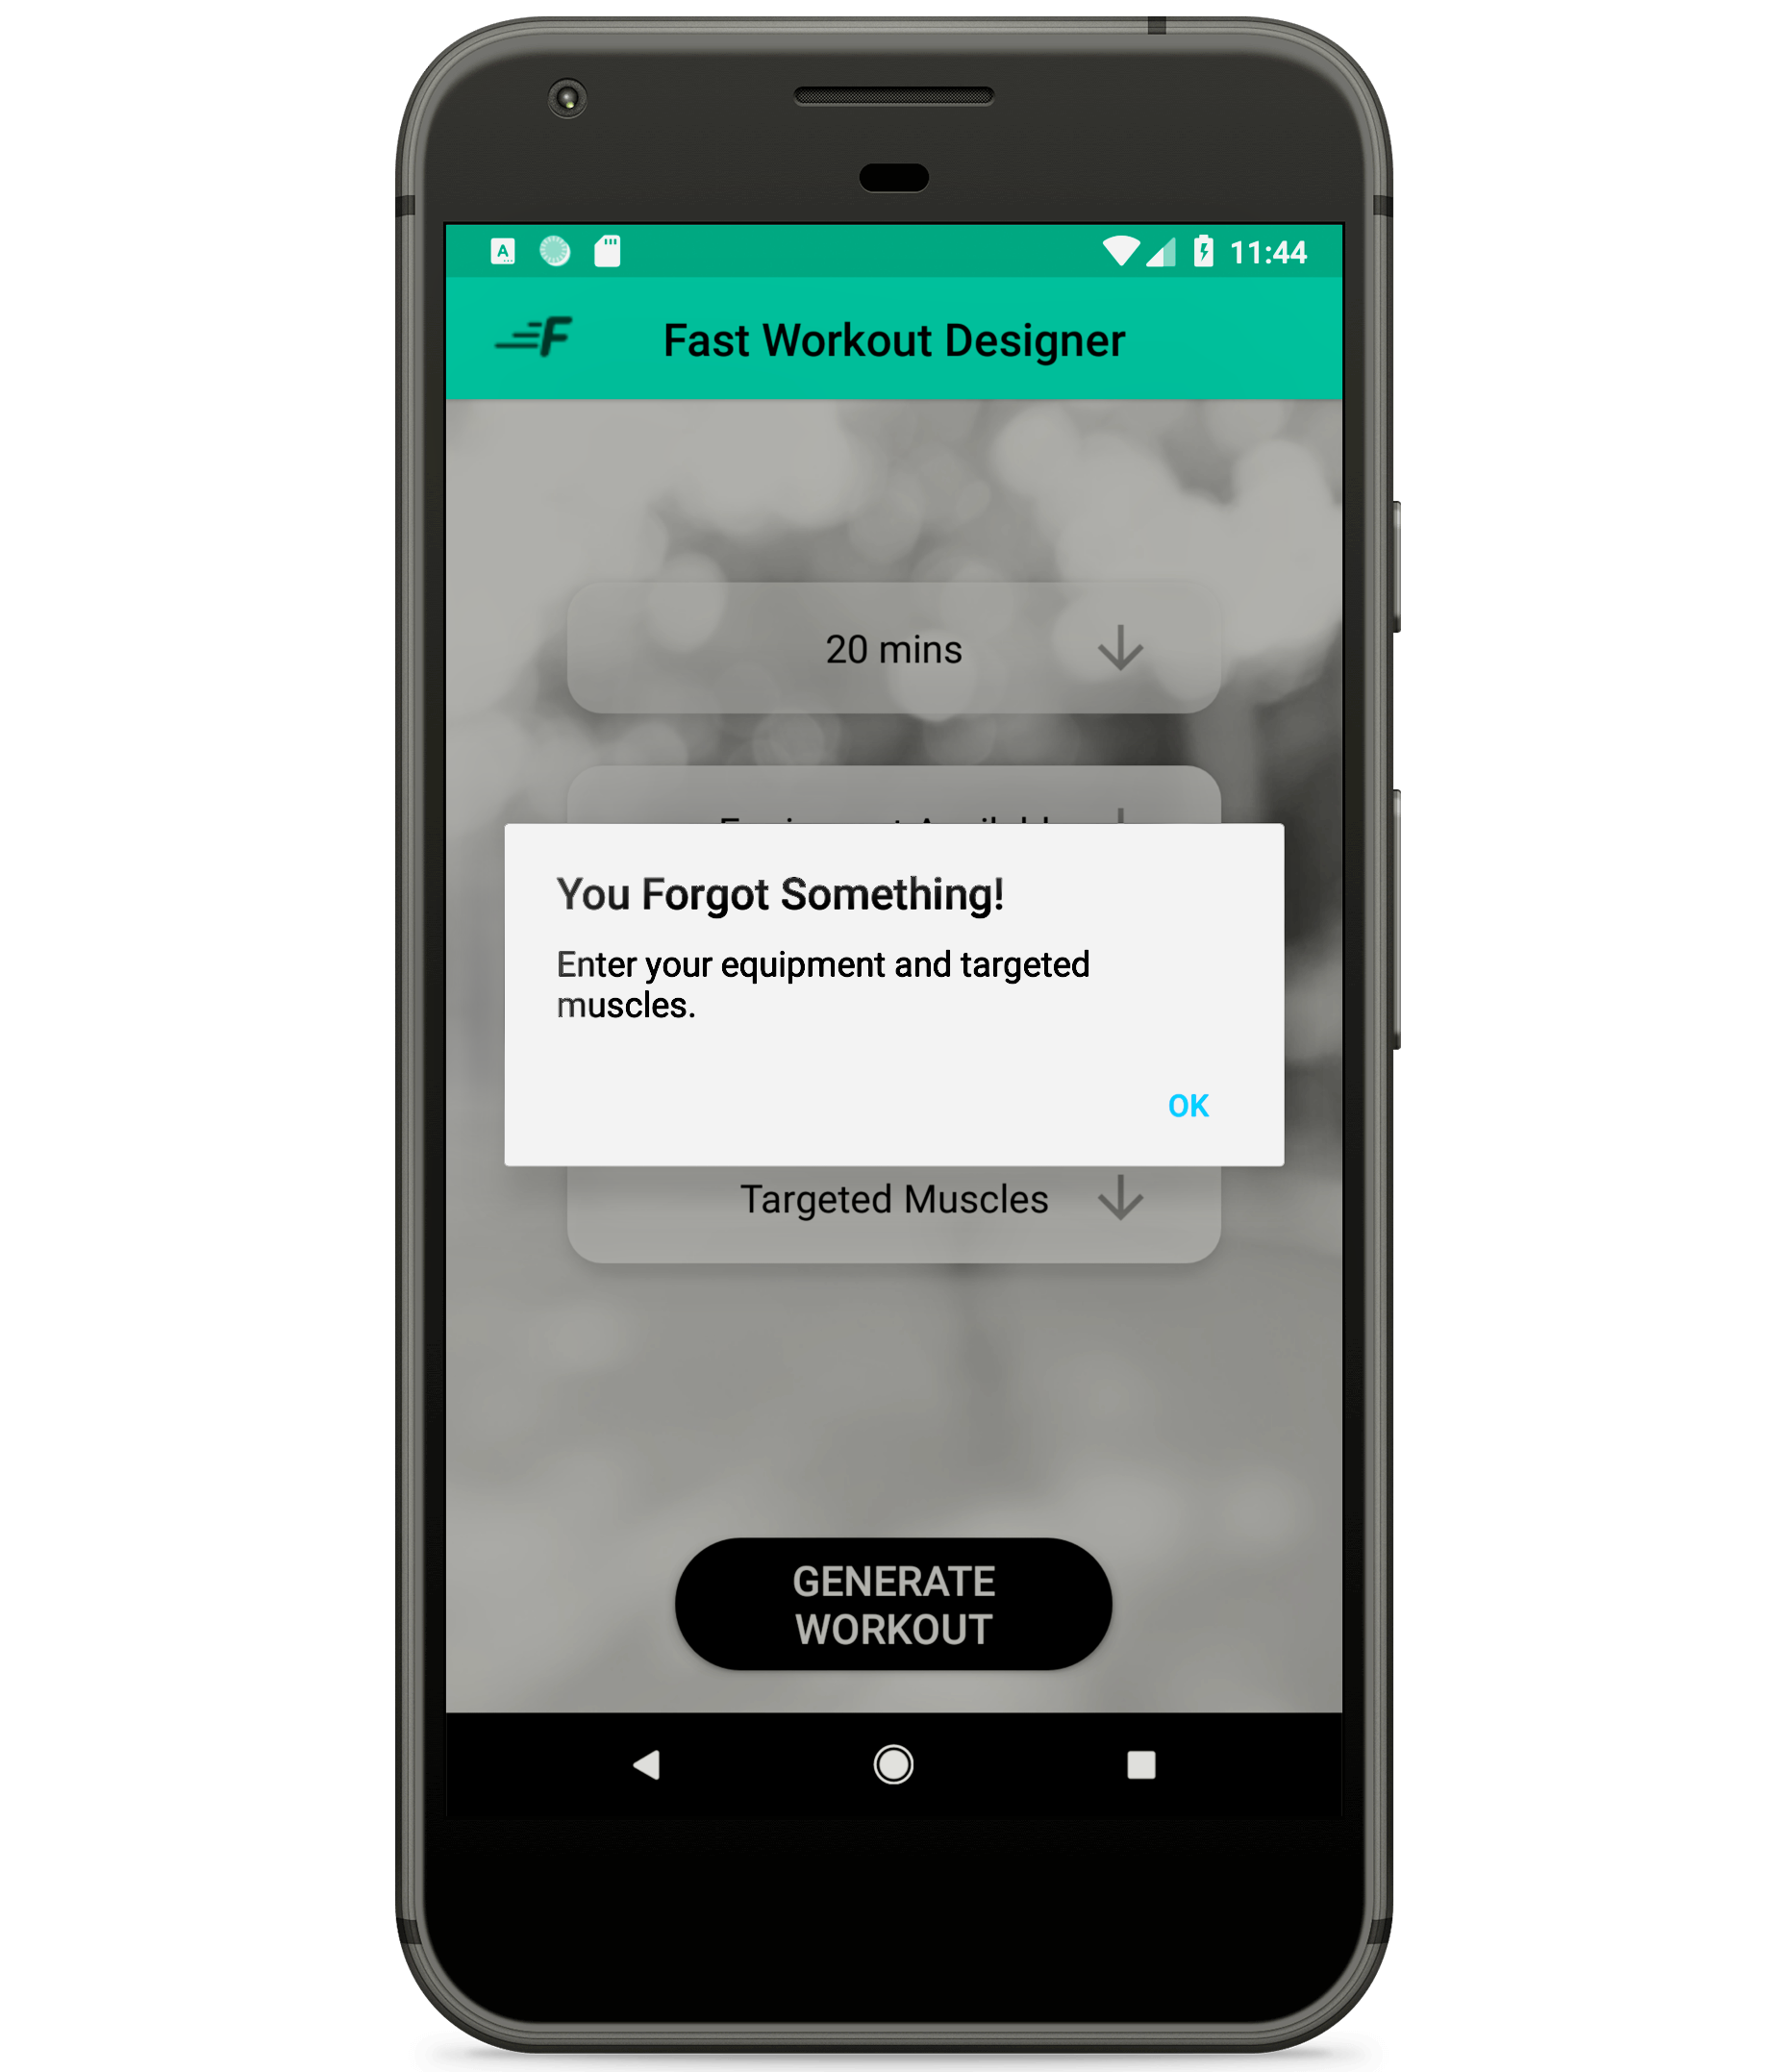 11:44
F Fast Workout Designer
20 mins
You Forgot Something!
Enter your equipment and targeted
muscles.
OK
Targeted Muscles
GENERATE
WORKOUT